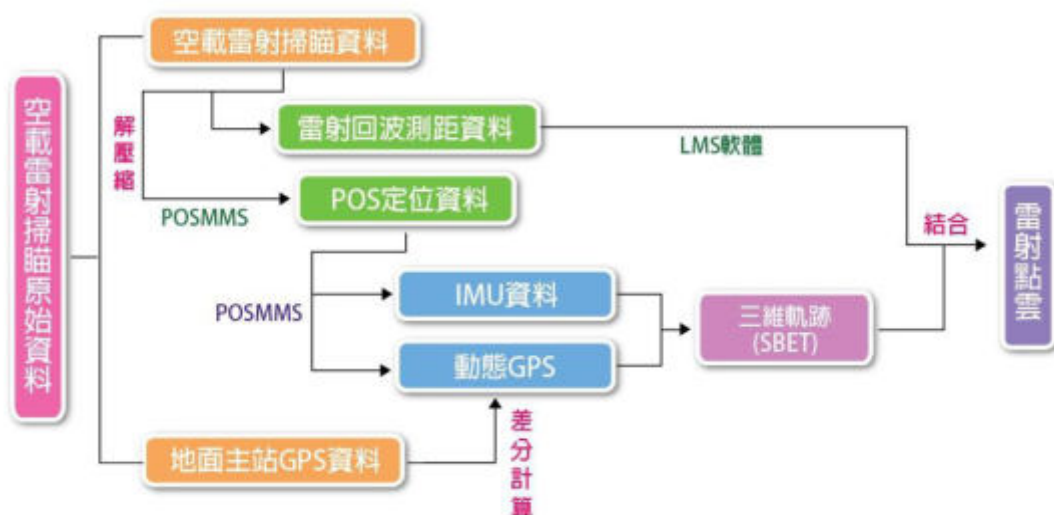 空載雷射掃瞄原始資料
空載雷射掃瞄資料
解壓縮
雷射回波測距資料
LMS軟體
POSMMS
POS定位資料
結合
雷射點雲
POSMMS
IMU資料
動態GPS
三維軌跡
(SBET)
地面主站GPS資料
差分計算